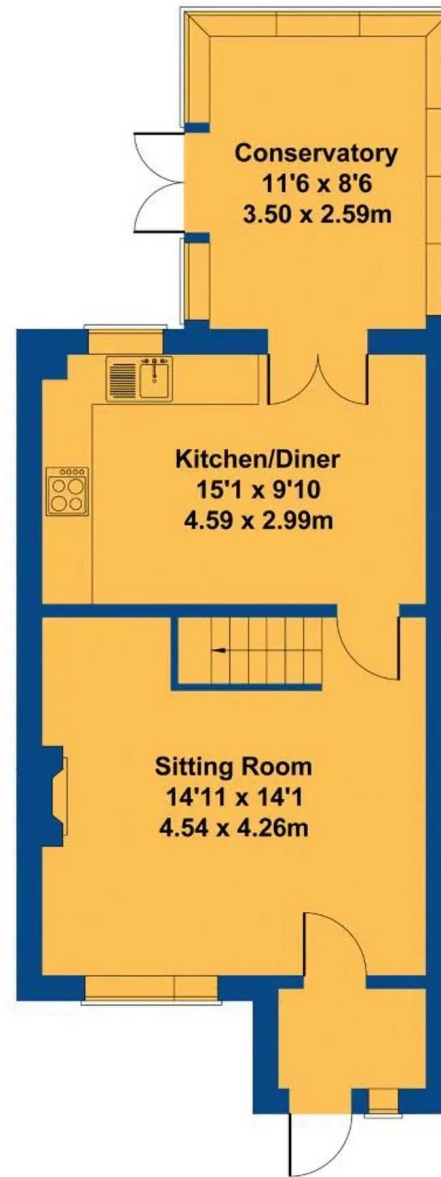 Conservatory
11'6 x 8'6
3.50 x 2.59m
Kitchen/Diner
15'1 x 9'10
4.59 x 2.99m
Sitting Room
14'11 x 14'1
4.54 x 4.26m